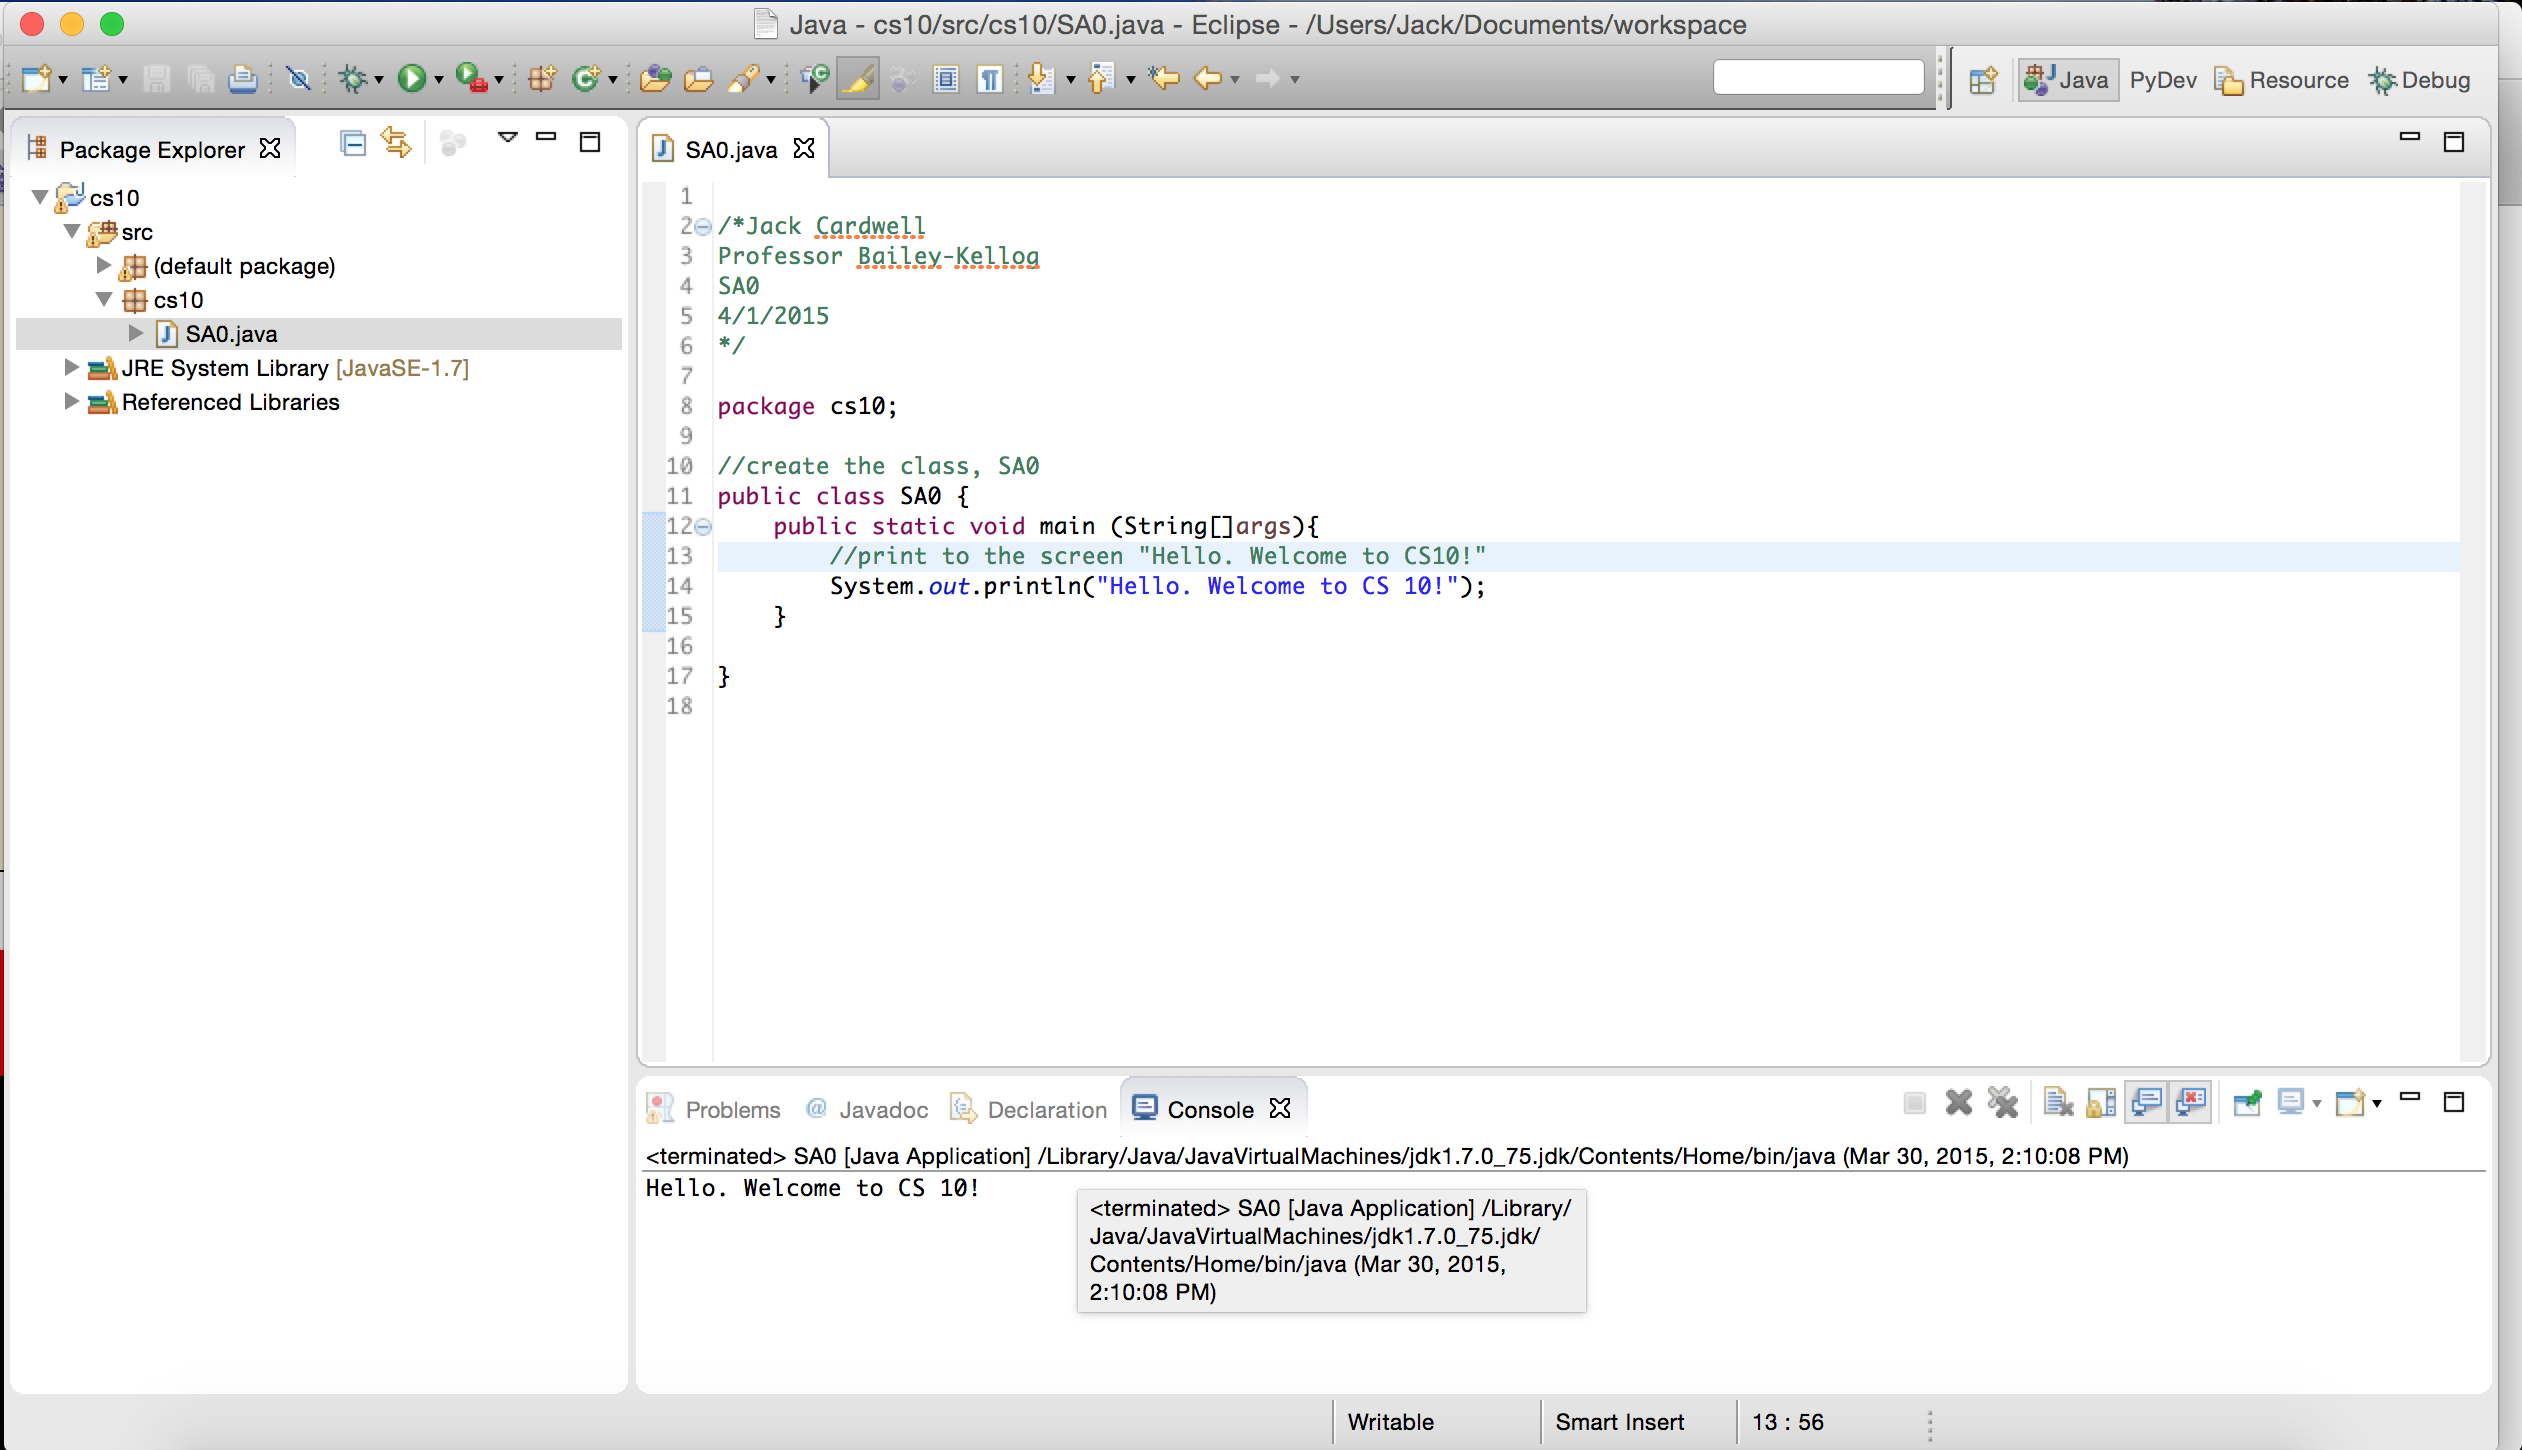 Java - cs10/src/cs10/SA0.java - Eclipse - /Users/Jack/Documents/workspace
Java PyDev Resource Debug
Package Explorer
cs10
src
(default package)
cs10
SA0.java
JRE System Library [JavaSE-1.7]
Referenced Libraries
SA0.java
1
2 /*Jack Cardwell
3 Professor Bailey-Kellog
4 SA0
5 4/1/2015
6 */
7
8 package cs10;
9
10 //create the class, SA0
11 public class SA0 {
12 public static void main (String[]args){
13 //print to the screen "Hello. Welcome to CS10!"
14 System.out.println("Hello. Welcome to CS 10!");
15 }
16
17 }
18
Problems @ Javadoc Declaration Console
<terminated> SA0 [Java Application] /Library/Java/JavaVirtualMachines/jdk1.7.0_75.jdk/Contents/Home/bin/java (Mar 30, 2015, 2:10:08 PM)
Hello. Welcome to CS 10!
<terminated> SA0 [Java Application] /Library/
Java/JavaVirtualMachines/jdk1.7.0_75.jdk/
Contents/Home/bin/java (Mar 30, 2015,
2:10:08 PM)
Writable Smart Insert 13 : 56